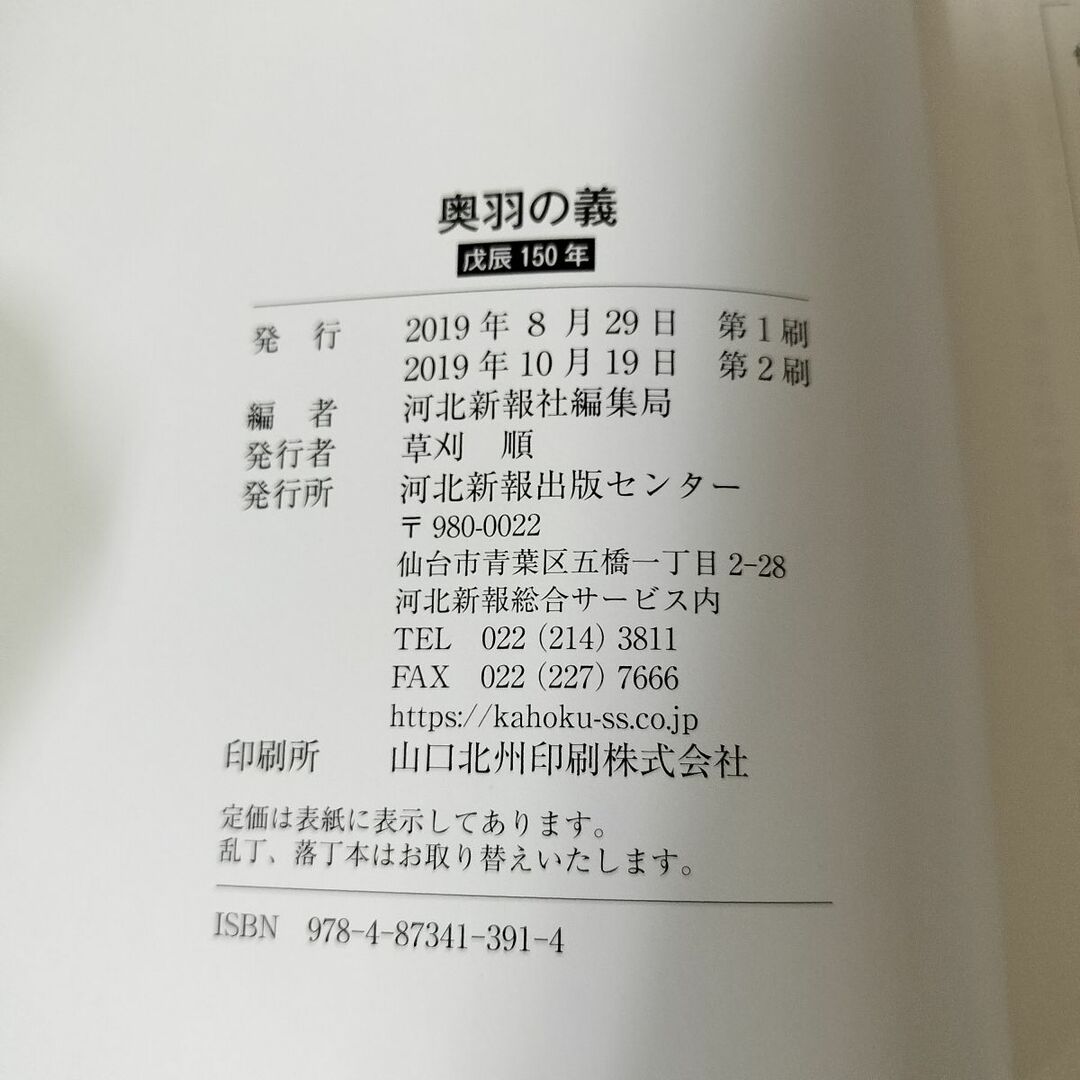 奥羽の義
戊辰150年
発 行 2019年8月29日 第1刷
2019年10月19日 第2刷
編 者 河北新報社編集局
発行者 草刈 順
発行所 河北新報出版センター
〒980-0022
仙台市青葉区五橋一丁目2-28
河北新報総合サービス内
TEL 022(214)3811
FAX 022(227)7666
https://kahoku-ss.co.jp
印刷所 山口北州印刷株式会社
定価は表紙に表示してあります。
乱丁、落丁本はお取り替えいたします。
ISBN 978-4-87341-391-4